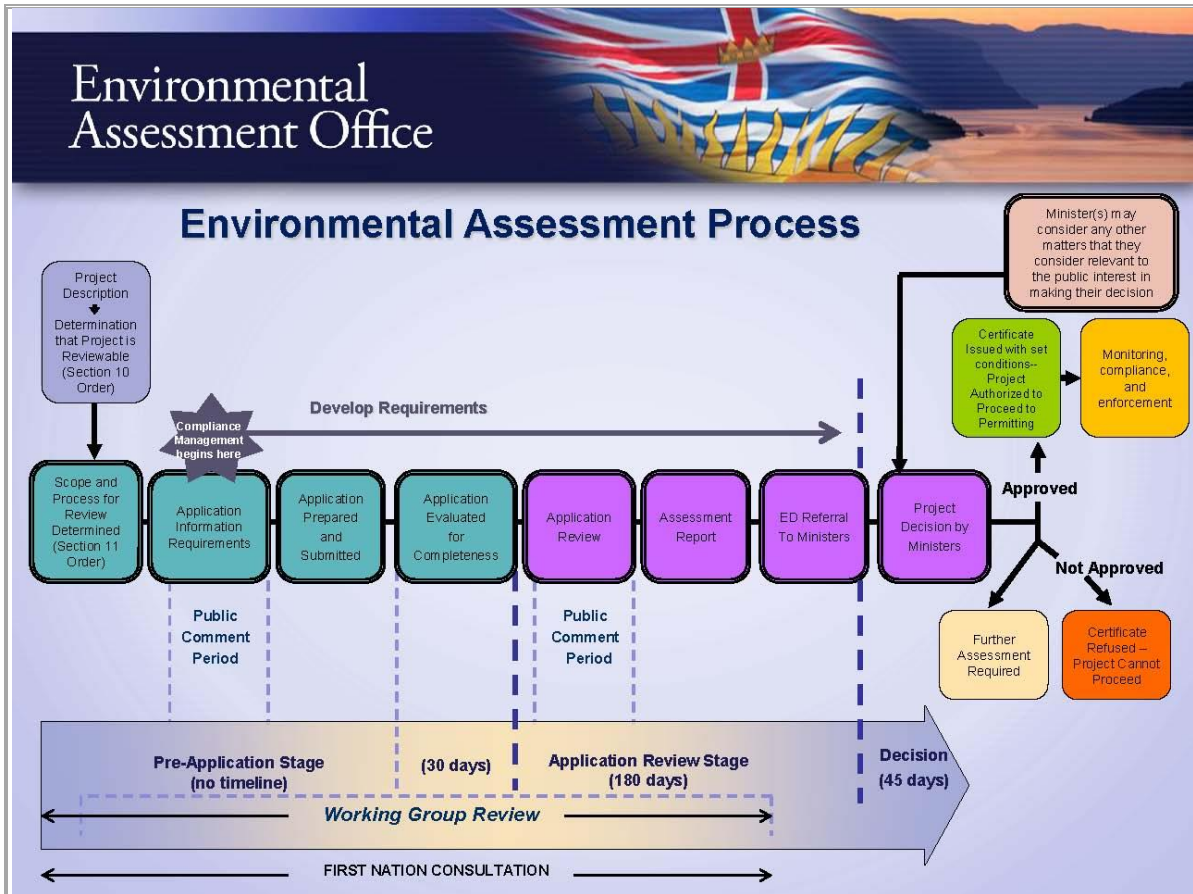 Environmental
Assessment Office
Environmental Assessment Process
Minister(s) may
consider any other
matters that they
consider relevant to
the public interest in
making their decision
Project
Description
Determination
that Project is
Reviewable
(Section 10
Order)
Certificate
Issued with set
conditions--
Project
Authorized to
Proceed to
Permitting
Monitoring,
compliance,
and
enforcement
Develop Requirements
Compliance
Management
begins here
Scope and
Process for
Review
Determined
(Section 11
Order)
Application
Information
Requirements
Application
Prepared
and
Submitted
Application
Evaluated
for
Completeness
Application
Review
Assessment
Report
ED Referral
To Ministers
Project
Decision by
Ministers
Approved
Not Approved
Public
Comment
Period
Public
Comment
Period
Further
Assessment
Required
Certificate
Refused –
Project Cannot
Proceed
Pre-Application Stage
(no timeline)
(30 days)
Application Review Stage
(180 days)
Decision
(45 days)
Working Group Review
FIRST NATION CONSULTATION